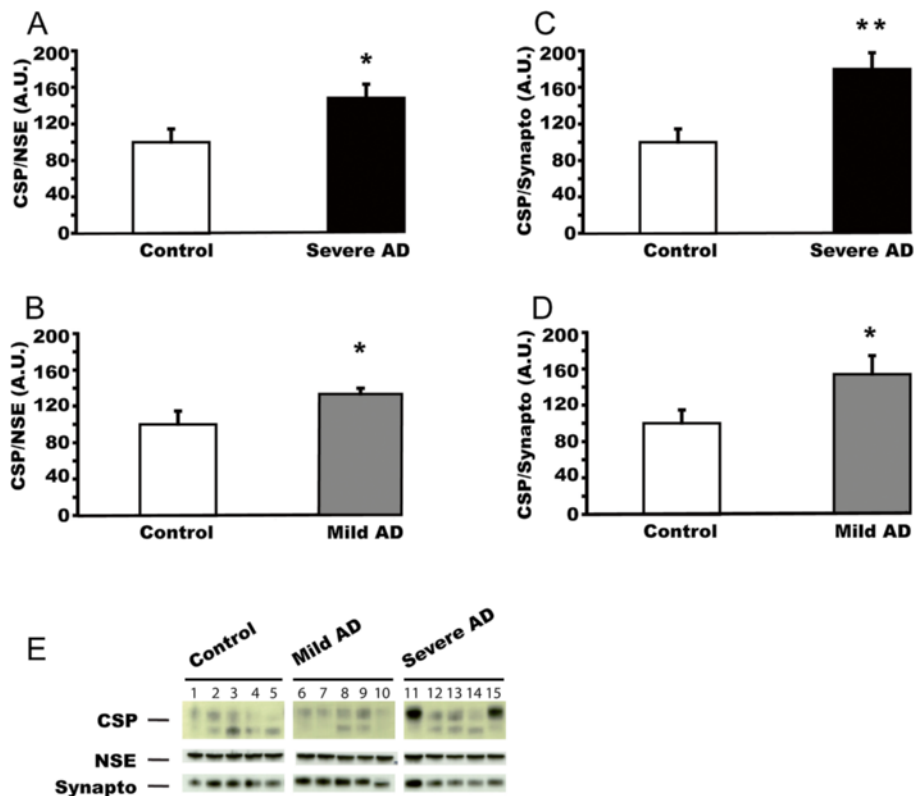 A
CSP/NSE (A.U.)
200
160
120
80
40
0
*
Control
Severe AD
C
CSP/Synapto (A.U.)
200
160
120
80
40
0
**
Control
Severe AD
B
CSP/NSE (A.U.)
200
160
120
80
40
0
*
Control
Mild AD
D
CSP/Synapto (A.U.)
200
160
120
80
40
0
*
Control
Mild AD
E
Control
Mild AD
Severe AD
1 2 3 4 5 6 7 8 9 10 11 12 13 14 15
CSP
NSE
Synapto